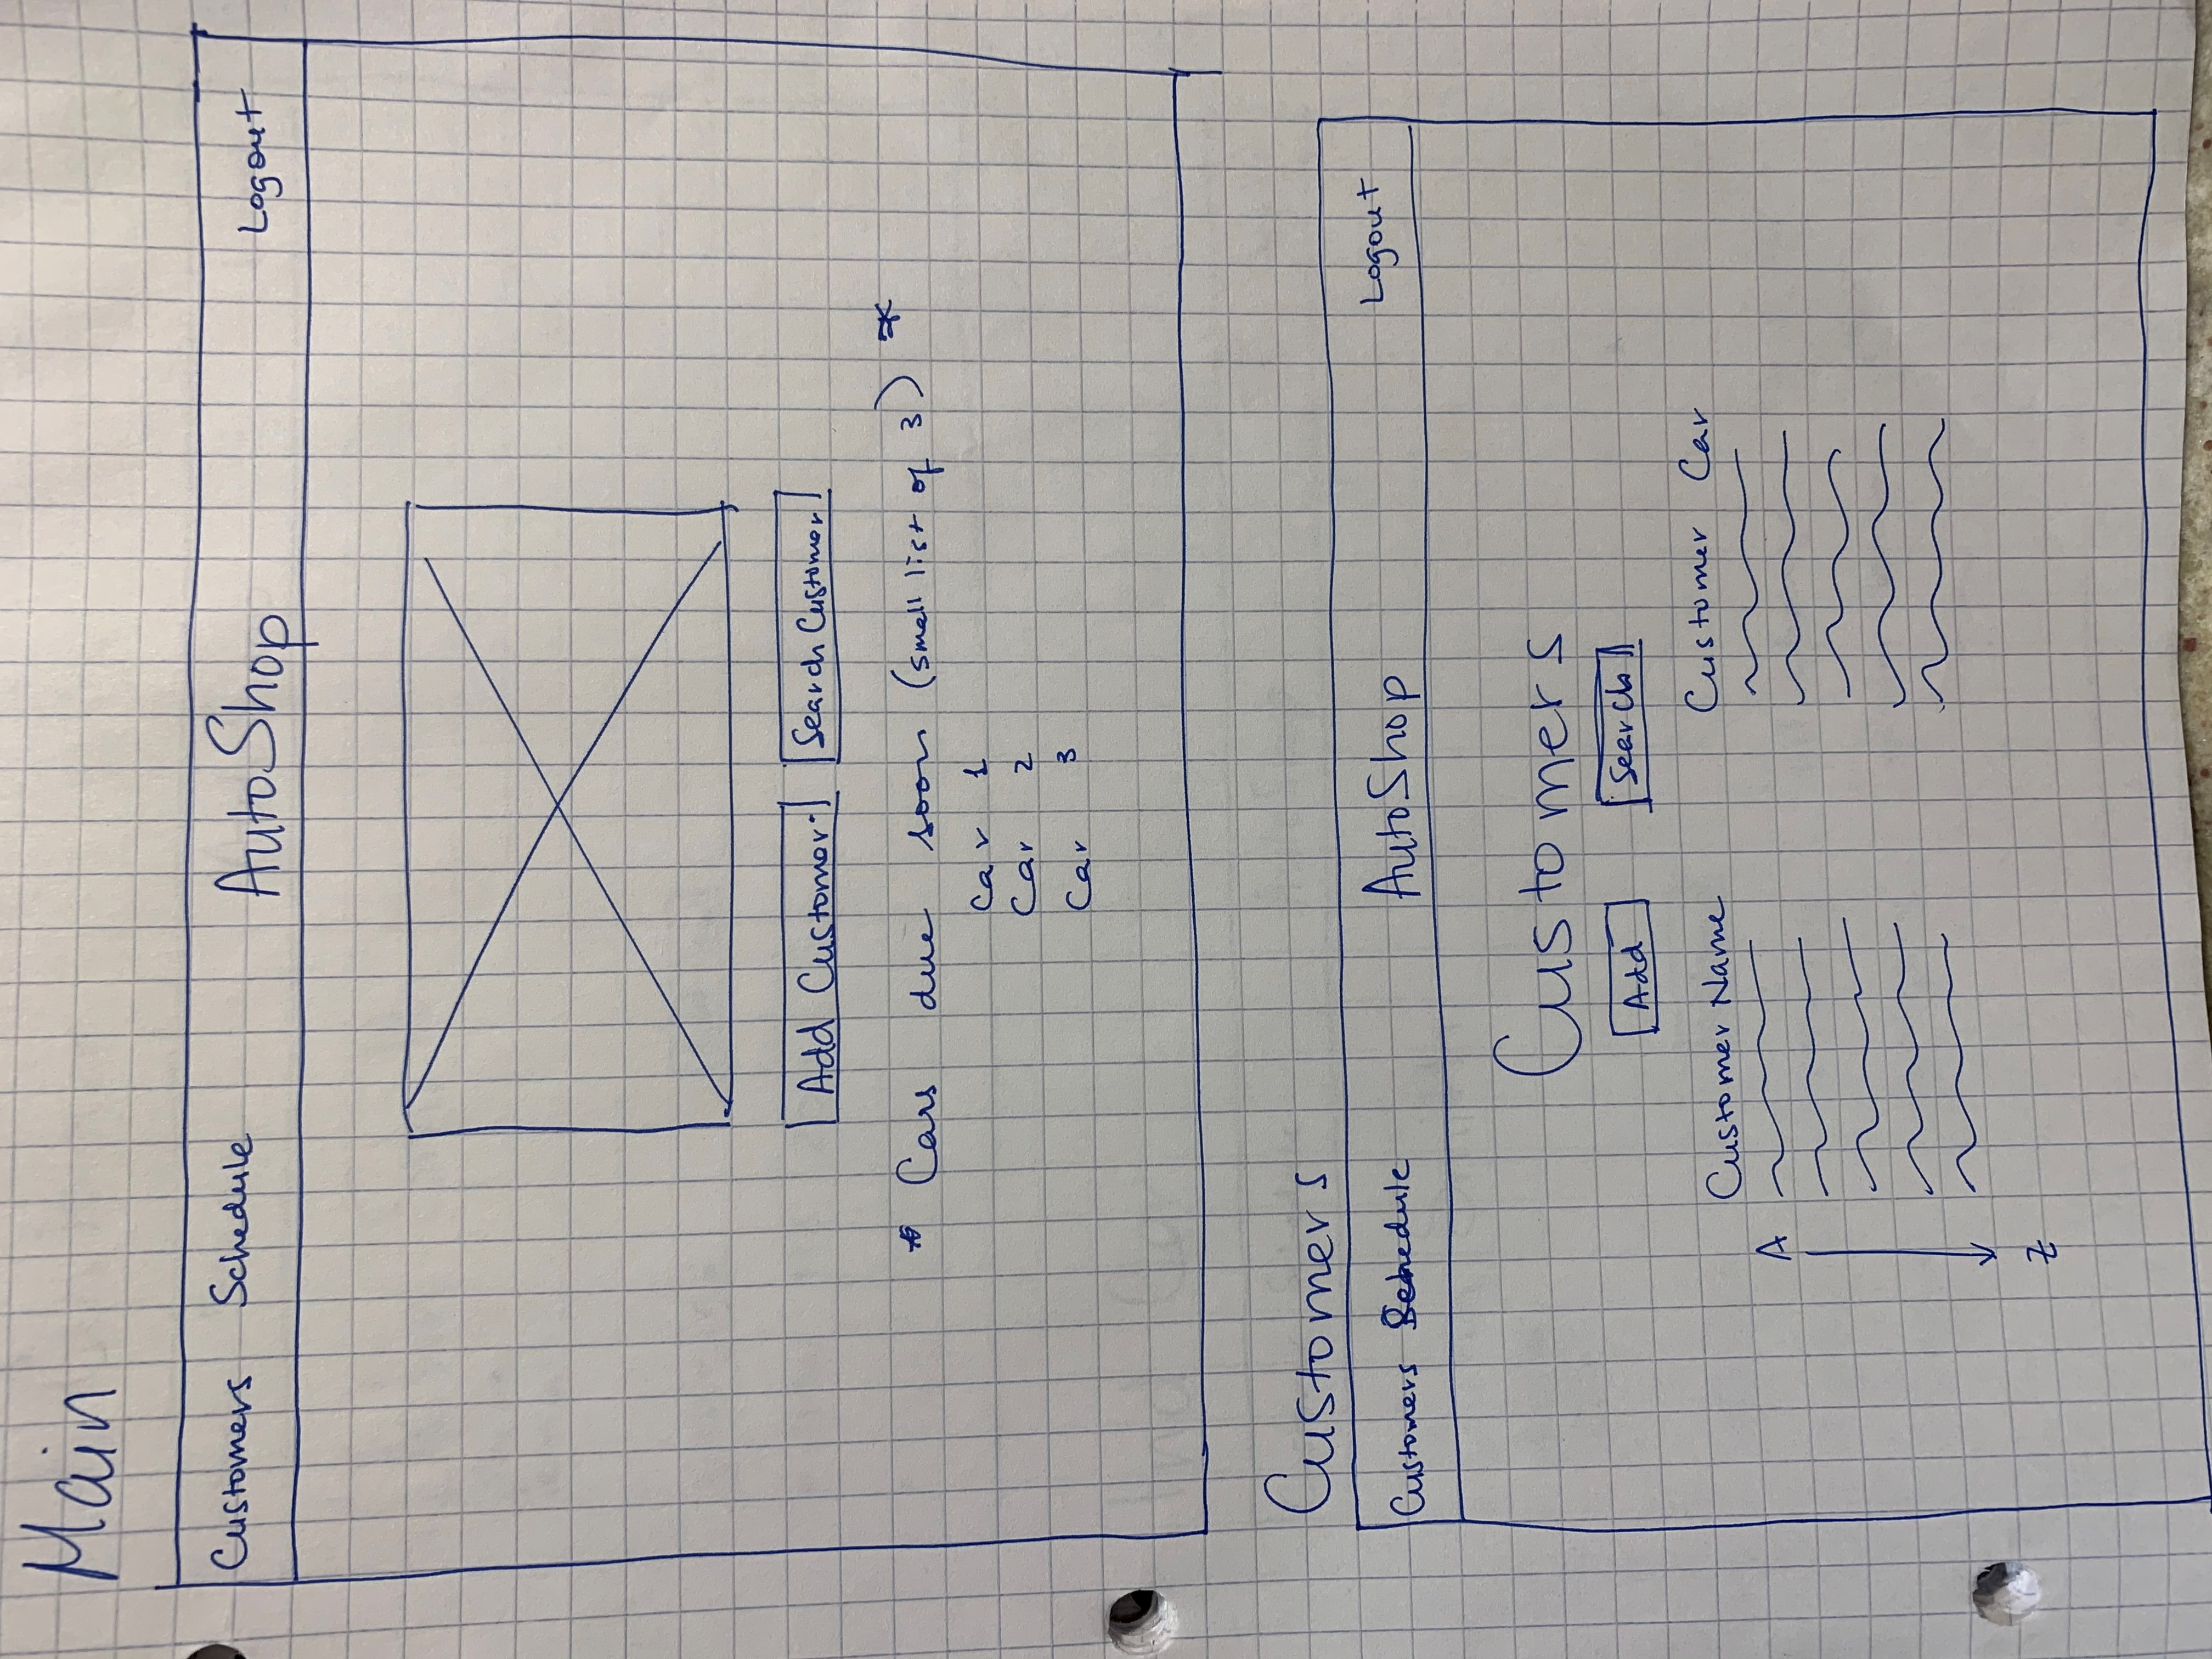 Main
Customers Schedule AutoShop Logout
Add Customer Search Customer
* Cars due soon (small list of 3) *
Car 1
Car 2
Car 3
Customers
Customers Schedule AutoShop Logout
Customers
Add Search
Customer Name Customer Car
A
Z